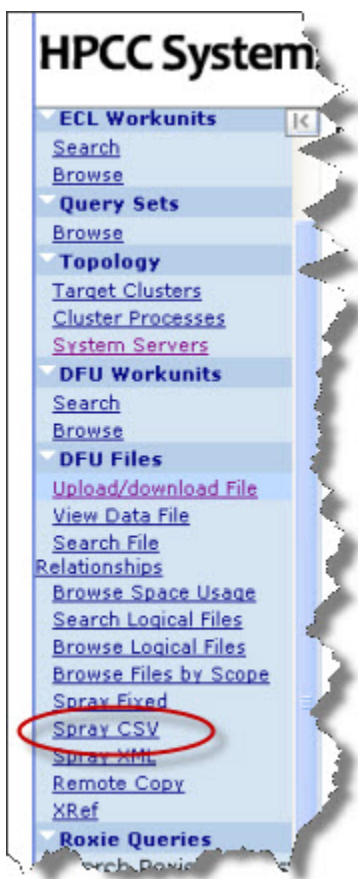 HPCC System
ECL Workunits
Search
Browse
Query Sets
Browse
Topology
Target Clusters
Cluster Processes
System Servers
DFU Workunits
Search
Browse
DFU Files
Upload/download File
View Data File
Search File
Relationships
Browse Space Usage
Search Logical Files
Browse Logical Files
Browse Files by Scope
Spray Fixed
Spray CSV
Spray XML
Remote Copy
XRef
Roxie Queries